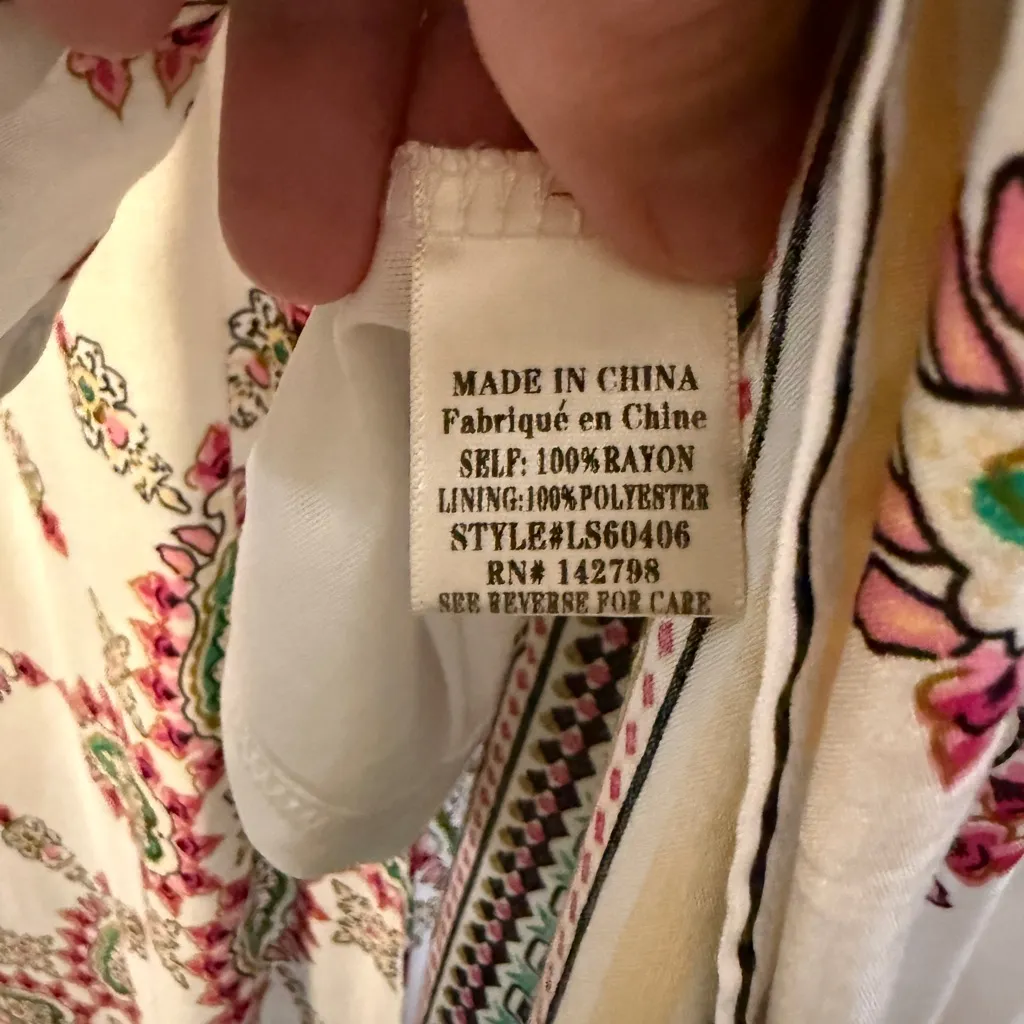 MADE IN CHINA
Fabriqué en Chine
SELF: 100%RAYON
LINING:100%POLYESTER
STYLE#LS60406
RN# 142798
SEE REVERSE FOR CARE